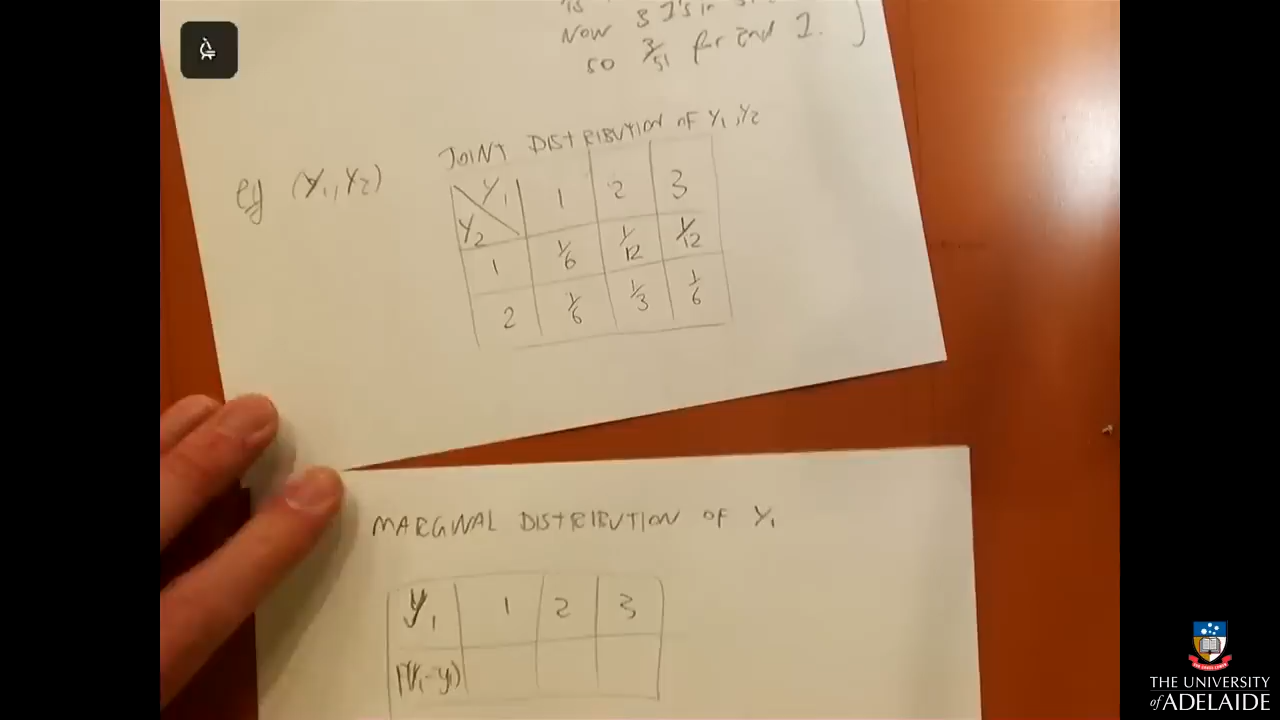 Now 3 J's in
so 3/51 for 2nd J.
eg (Y₁, Y₂)
JOINT DISTRIBUTION OF Y₁, Y₂
Y₁ 1 2 3
Y₂
1 1/6 1/12 1/12
2 1/6 1/3 1/6
MARGINAL DISTRIBUTION OF Y₁
y₁ 1 2 3
P(Y₁=y₁)
THE UNIVERSITY
of ADELAIDE